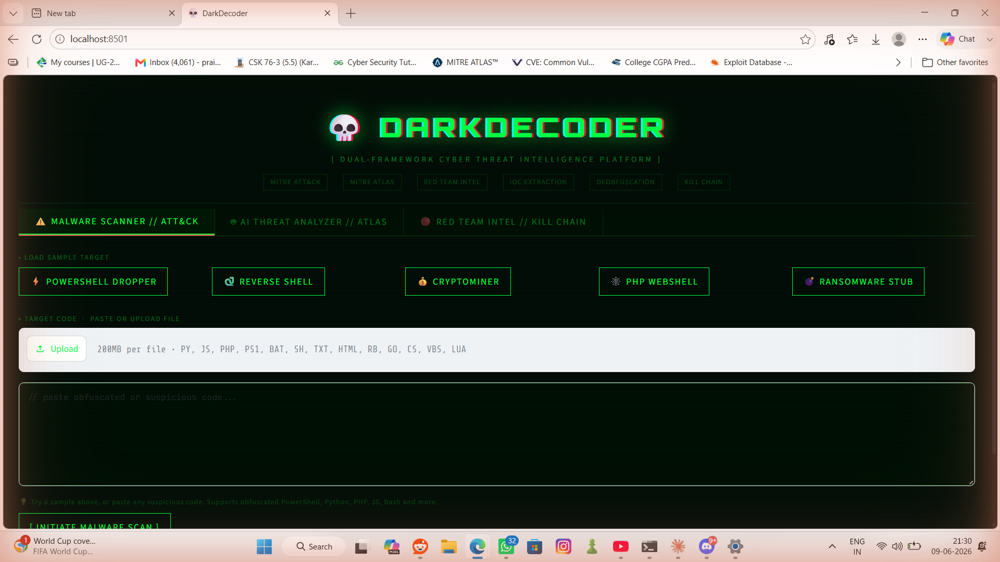 New tab
DarkDecoder
localhost:8501
Chat
My courses | UG-2...
Inbox (4,061) - prai...
CSK 76-3 (5.5) (Kar...
Cyber Security Tut...
MITRE ATLAS™
CVE: Common Vul...
College CGPA Pred...
Exploit Database -...
Other favorites
DARKDECODER
[ DUAL-FRAMEWORK CYBER THREAT INTELLIGENCE PLATFORM ]
MITRE ATT&CK
MITRE ATLAS
RED TEAM INTEL
IOC EXTRACTION
DEOBFUSCATION
KILL CHAIN
MALWARE SCANNER // ATT&CK
AI THREAT ANALYZER // ATLAS
RED TEAM INTEL // KILL CHAIN
▸ LOAD SAMPLE TARGET
POWERSHELL DROPPER
REVERSE SHELL
CRYPTOMINER
PHP WEBSHELL
RANSOMWARE STUB
▸ TARGET CODE · PASTE OR UPLOAD FILE
Upload
200MB per file • PY, JS, PHP, PS1, BAT, SH, TXT, HTML, RB, GO, CS, VBS, LUA
// paste obfuscated or suspicious code...
Try a sample above, or paste any suspicious code. Supports obfuscated PowerShell, Python, PHP, JS, Bash and more.
[ INITIATE MALWARE SCAN ]
1
World Cup cove...
FIFA World Cup...
Search
M365
32
9+
ENG
IN
21:30
09-06-2026